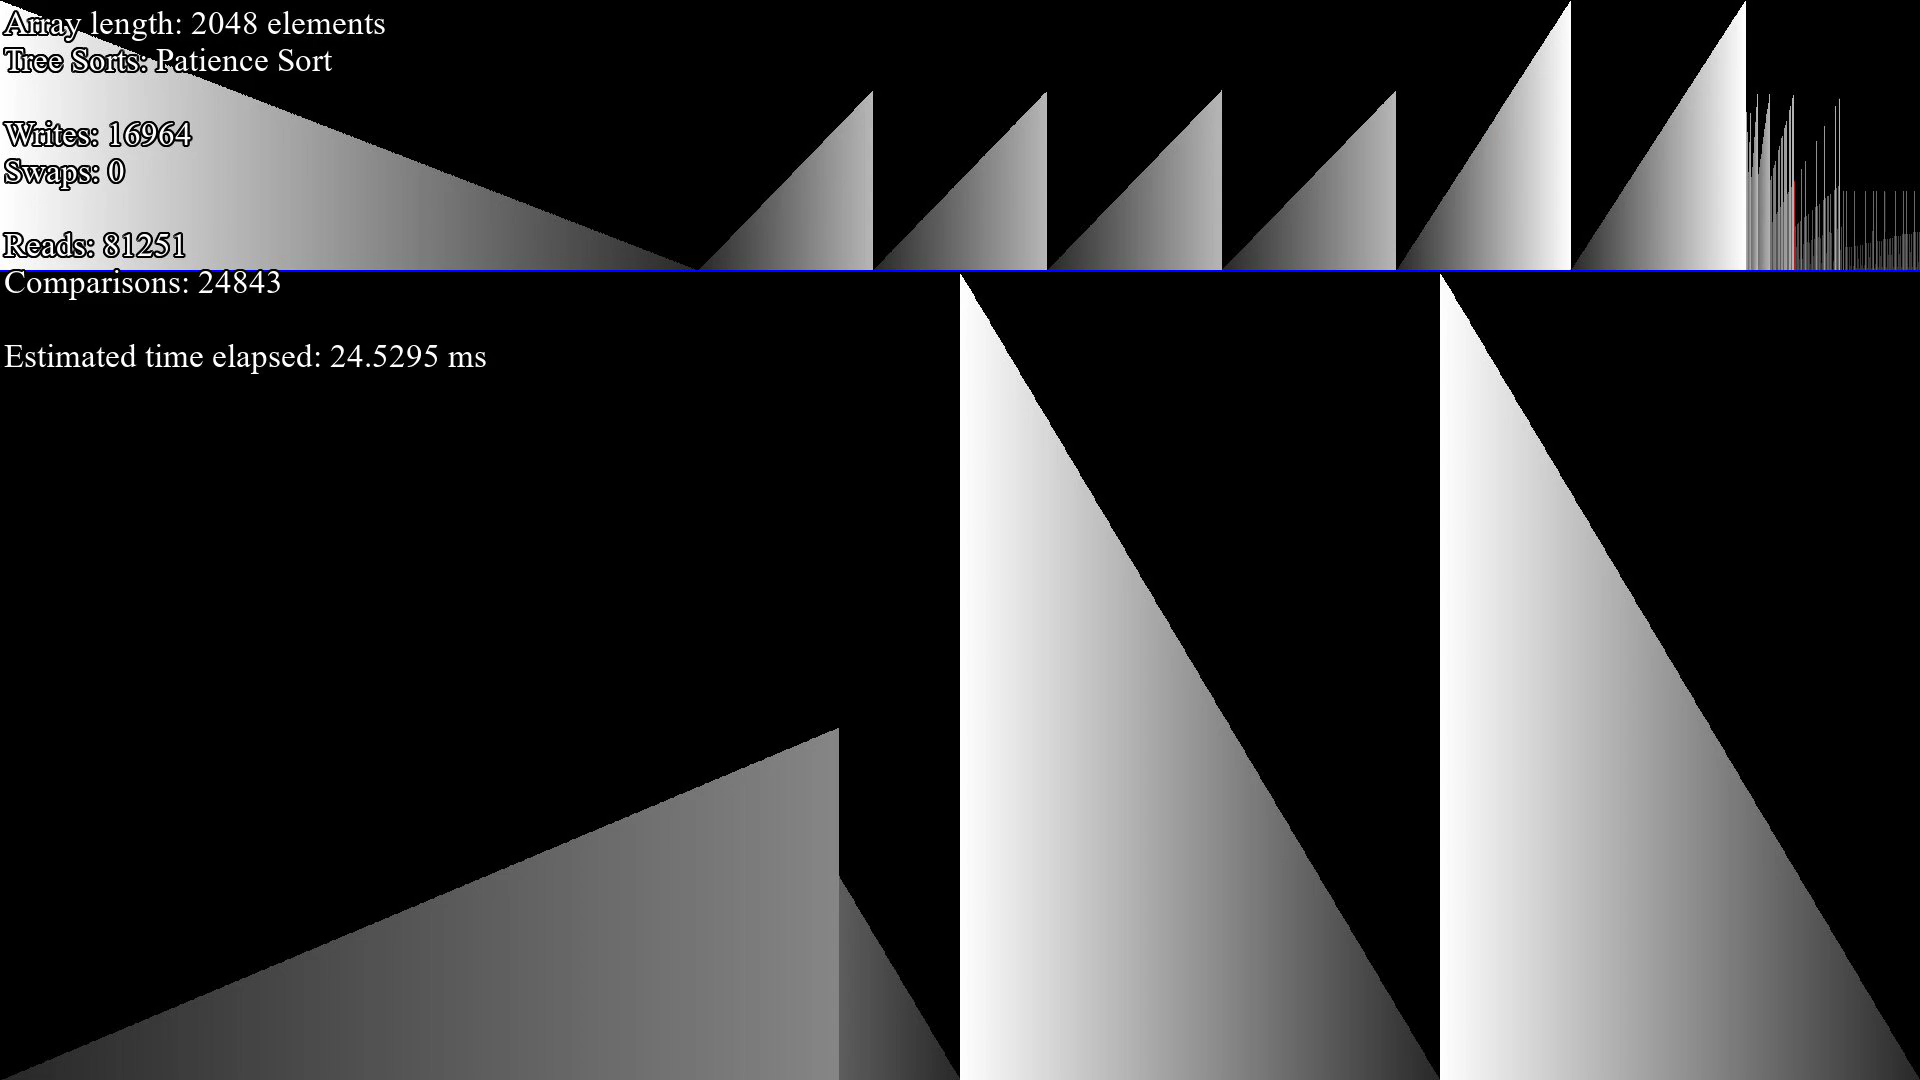 Array length: 2048 elements
Tree Sorts: Patience Sort
Writes: 16964
Swaps: 0
Reads: 81251
Comparisons: 24843
Estimated time elapsed: 24.5295 ms